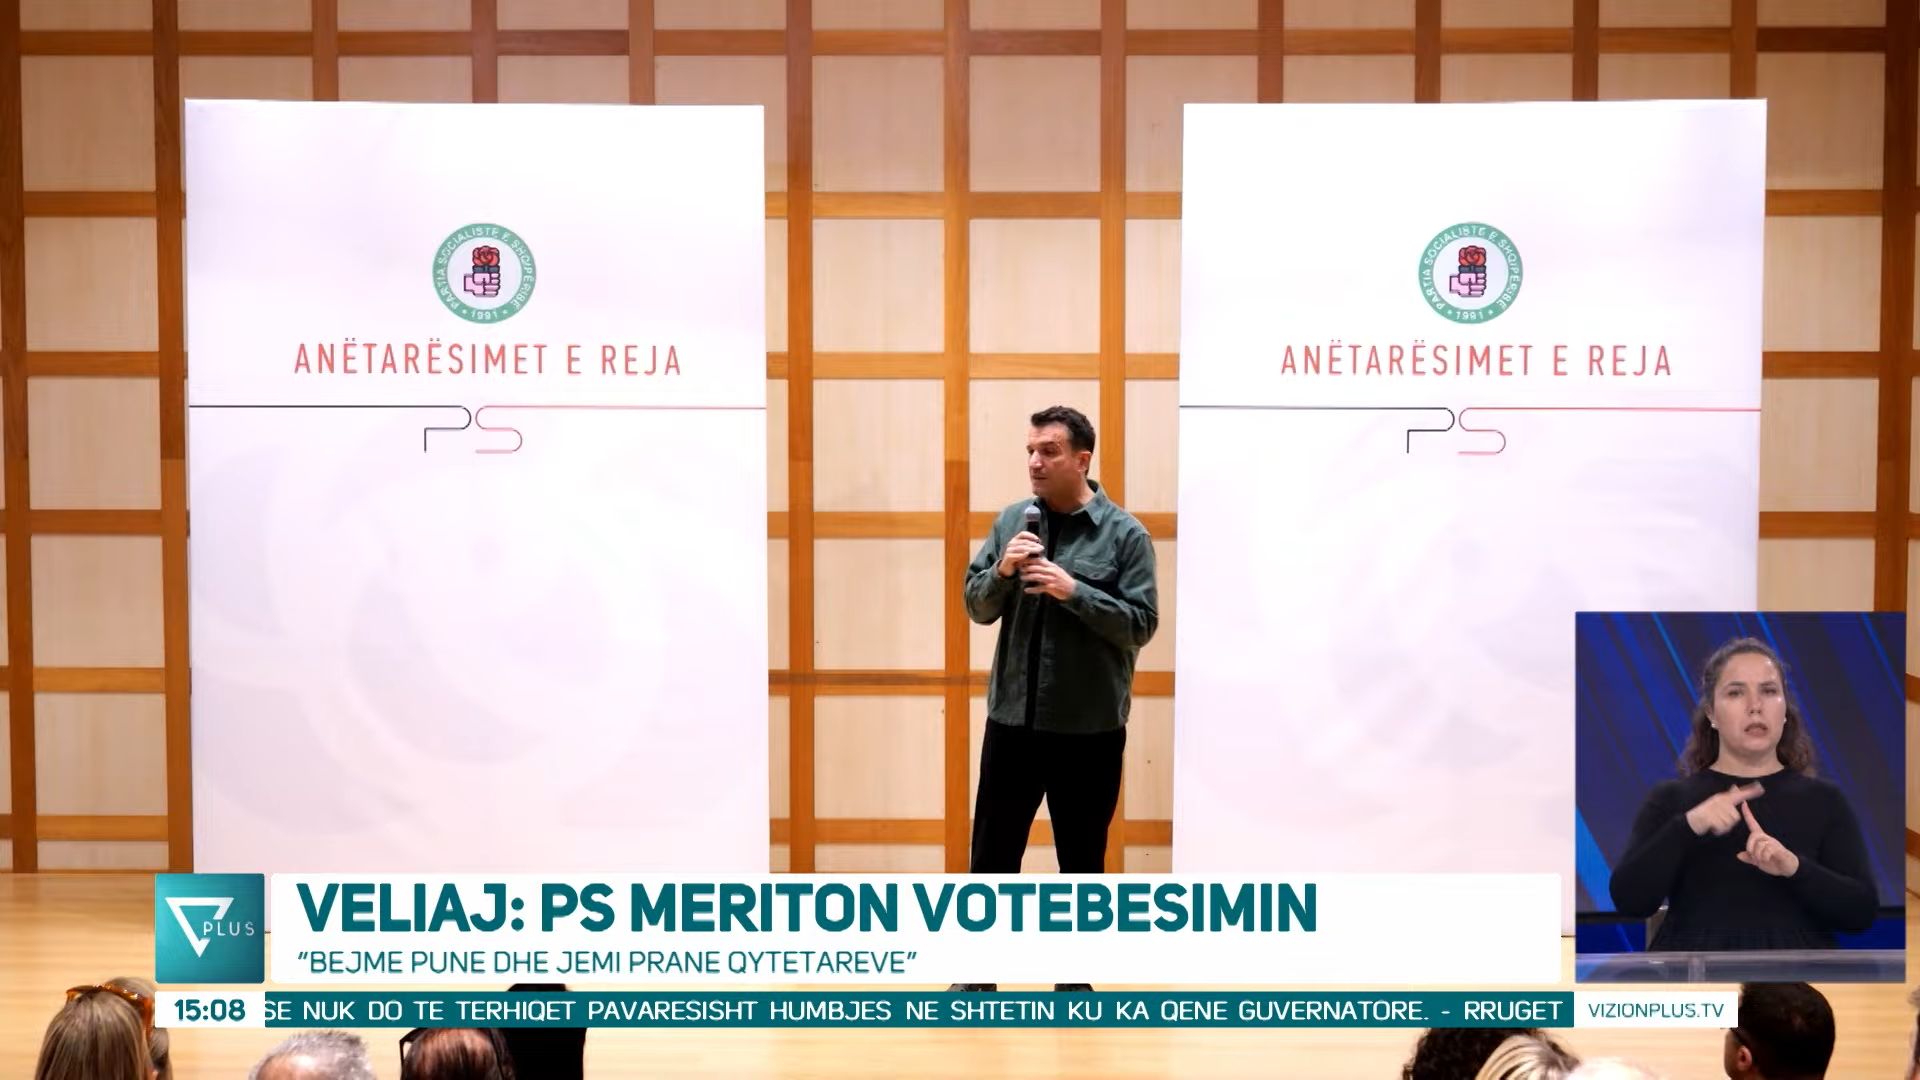 PARTIA SOCIALISTE E SHQIPËRISË
• 1991 •
ANËTARËSIMET E REJA
PS
PARTIA SOCIALISTE E SHQIPËRISË
• 1991 •
ANËTARËSIMET E REJA
PS
PLUS
VELIAJ: PS MERITON VOTEBESIMIN
“BEJME PUNE DHE JEMI PRANE QYTETAREVE”
15:08
SE NUK DO TE TERHIQET PAVARESISHT HUMBJES NE SHTETIN KU KA QENE GUVERNATORE. - RRUGET
VIZIONPLUS.TV